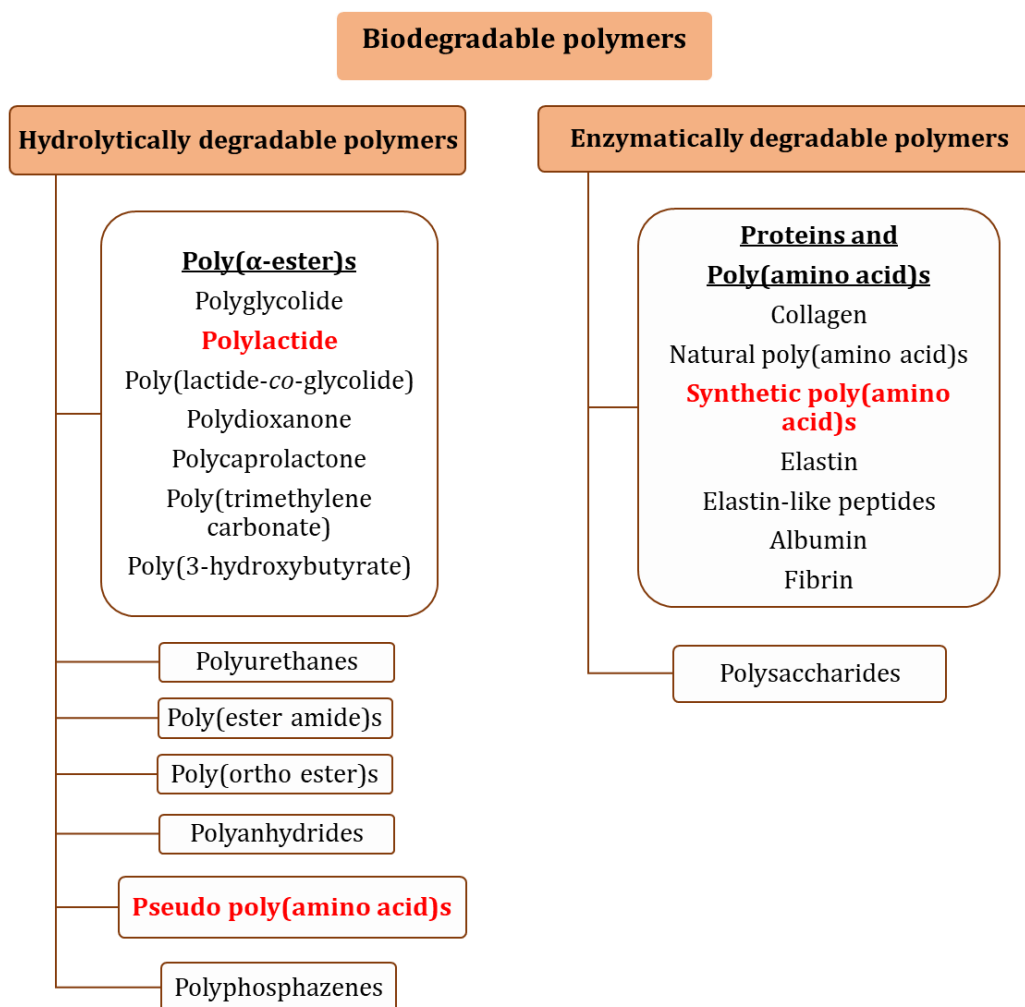 Biodegradable polymers
Hydrolytically degradable polymers
Poly(α-ester)s
Polyglycolide
Polylactide
Poly(lactide-co-glycolide)
Polydioxanone
Polycaprolactone
Poly(trimethylene
carbonate)
Poly(3-hydroxybutyrate)
Polyurethanes
Poly(ester amide)s
Poly(ortho ester)s
Polyanhydrides
Pseudo poly(amino acid)s
Polyphosphazenes
Enzymatically degradable polymers
Proteins and
Poly(amino acid)s
Collagen
Natural poly(amino acid)s
Synthetic poly(amino
acid)s
Elastin
Elastin-like peptides
Albumin
Fibrin
Polysaccharides